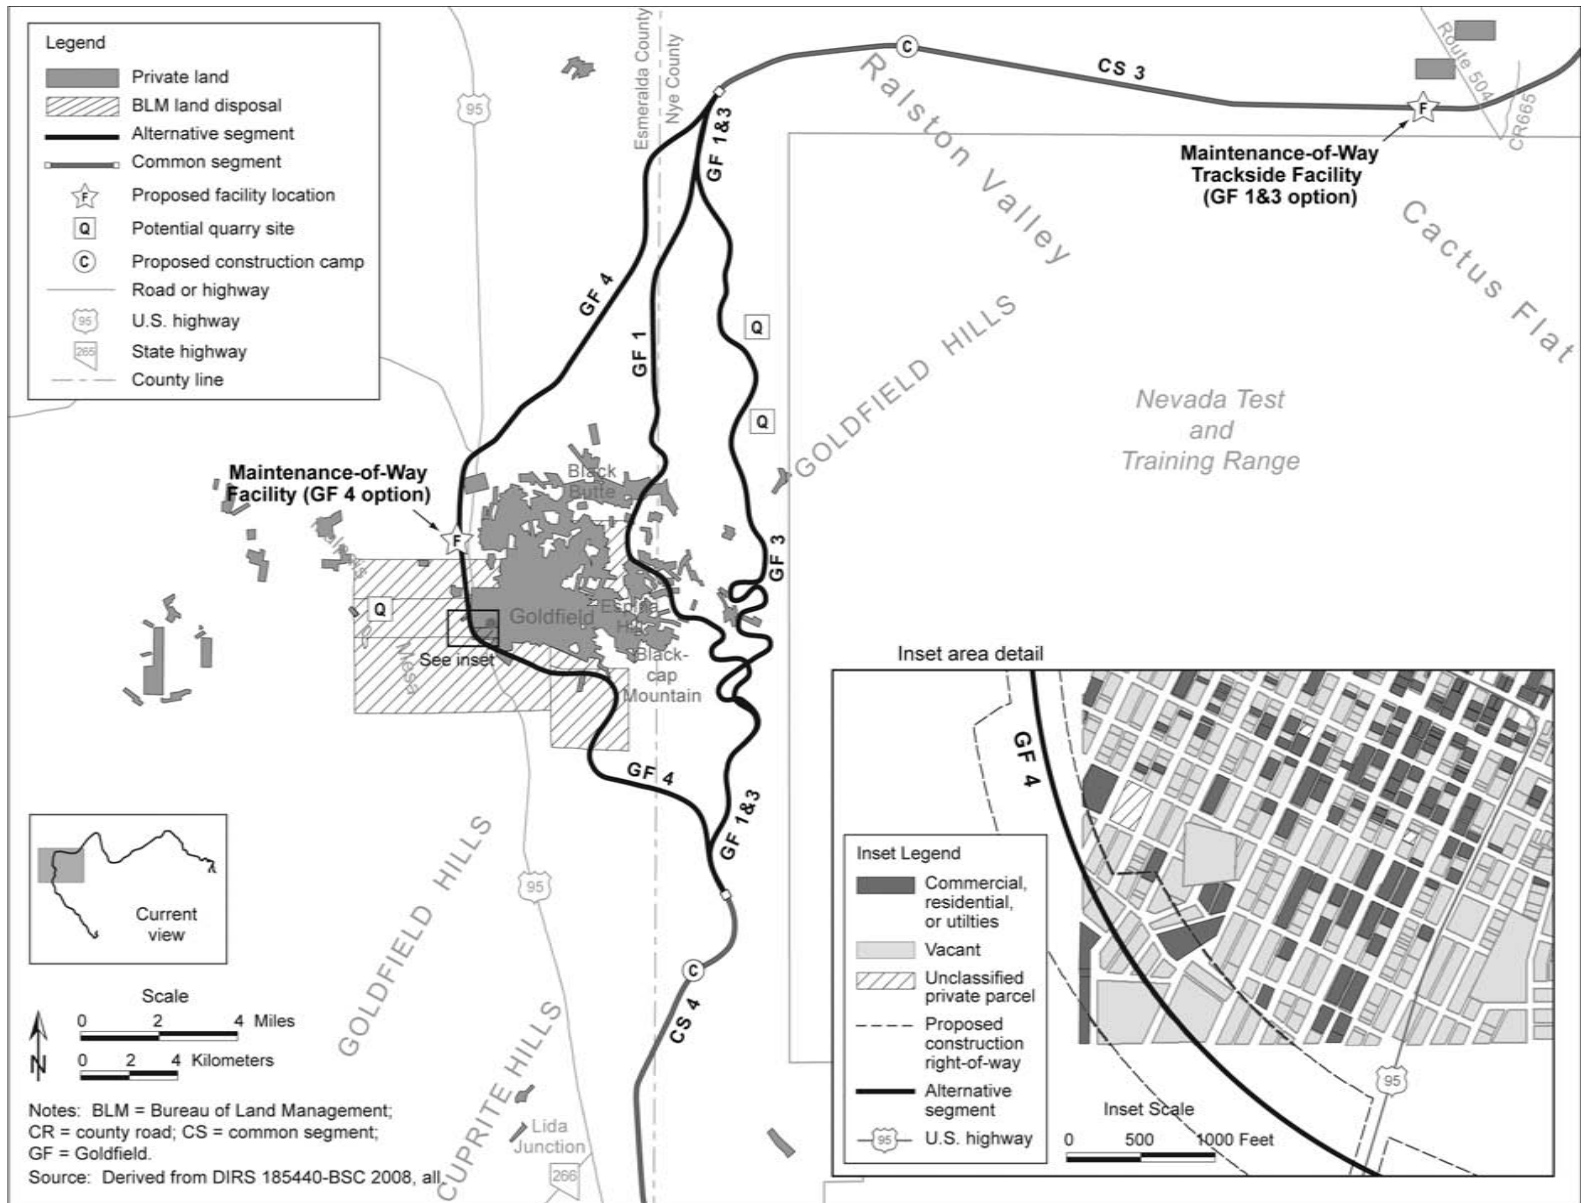 Legend
Private land
BLM land disposal
Alternative segment
Common segment
F Proposed facility location
Q Potential quarry site
C Proposed construction camp
Road or highway
95 U.S. highway
265 State highway
County line
95
Esmeralda County
Nye County
C
CS 3
Route 504
CR665
F
Maintenance-of-Way
Trackside Facility
(GF 1&3 option)
Ralston Valley
Cactus Flat
GF 1&3
GF 4
GF 1
Q
Q
GOLDFIELD HILLS
Nevada Test
and
Training Range
Maintenance-of-Way
Facility (GF 4 option)
F
Black
Butte
GF 3
Q
Goldfield
Espina
Hill
See inset
Mesa
Black-
cap
Mountain
GF 4
GF 1&3
95
GOLDFIELD HILLS
C
CS 4
CUPRITE HILLS
Lida
Junction
266
Current
view
Scale
0 2 4 Miles
0 2 4 Kilometers
N
Notes: BLM = Bureau of Land Management;
CR = county road; CS = common segment;
GF = Goldfield.
Source: Derived from DIRS 185440-BSC 2008, all.
Inset area detail
GF 4
Inset Legend
Commercial,
residential,
or utilties
Vacant
Unclassified
private parcel
Proposed
construction
right-of-way
Alternative
segment
95 U.S. highway
95
Inset Scale
0 500 1000 Feet